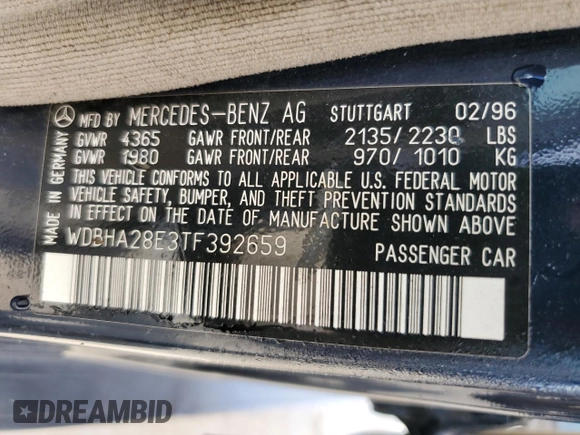 MFD BY MERCEDES-BENZ AG STUTTGART 02/96
GVWR 4365 GAWR FRONT/REAR 2135/2230 LBS
GVWR 1980 GAWR FRONT/REAR 970/1010 KG
THIS VEHICLE CONFORMS TO ALL APPLICABLE U.S. FEDERAL MOTOR
VEHICLE SAFETY, BUMPER, AND THEFT PREVENTION STANDARDS
IN EFFECT ON THE DATE OF MANUFACTURE SHOWN ABOVE
WDBHA28E3TF392659
PASSENGER CAR
MADE IN GERMANY
DREAMBID